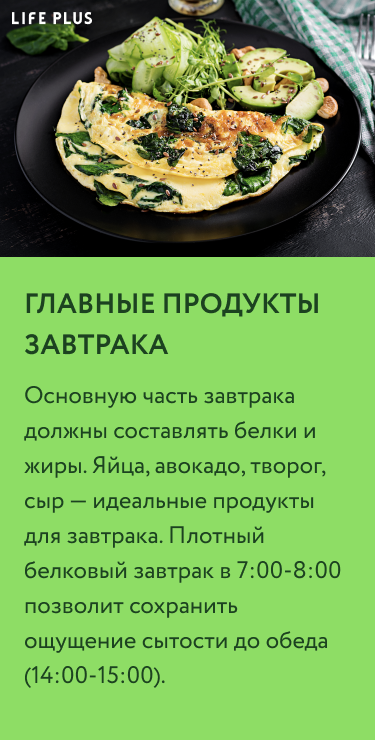 LIFE PLUS
ГЛАВНЫЕ ПРОДУКТЫ
ЗАВТРАКА
Основную часть завтрака
должны составлять белки и
жиры. Яйца, авокадо, творог,
сыр — идеальные продукты
для завтрака. Плотный
белковый завтрак в 7:00-8:00
позволит сохранить
ощущение сытости до обеда
(14:00-15:00).